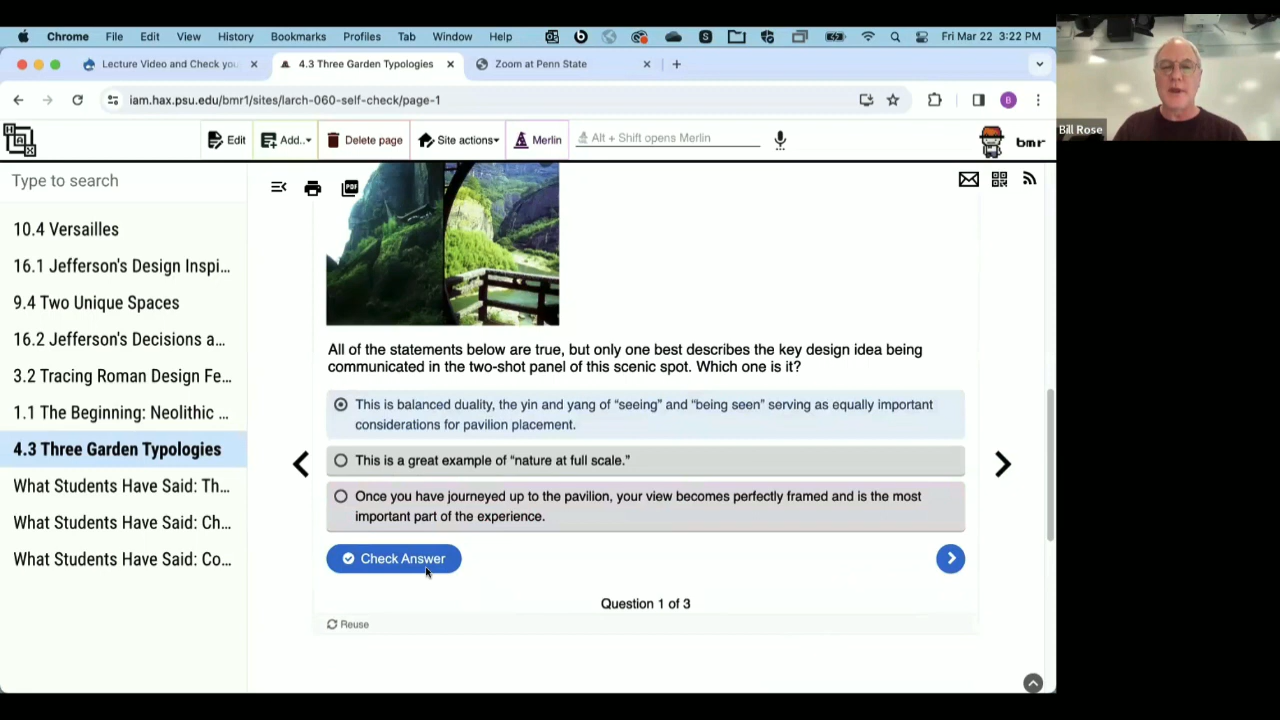 Chrome File Edit View History Bookmarks Profiles Tab Window Help Fri Mar 22 3:22 PM
Lecture Video and Check you
4.3 Three Garden Typologies
Zoom at Penn State
iam.hax.psu.edu/bmr1/sites/larch-060-self-check/page-1
B
Edit Add.. Delete page Site actions Merlin Alt + Shift opens Merlin bmr
Bill Rose
Type to search
PDF
10.4 Versailles
16.1 Jefferson's Design Inspi...
9.4 Two Unique Spaces
16.2 Jefferson's Decisions a...
3.2 Tracing Roman Design Fe...
1.1 The Beginning: Neolithic ...
4.3 Three Garden Typologies
What Students Have Said: Th...
What Students Have Said: Ch...
What Students Have Said: Co...
All of the statements below are true, but only one best describes the key design idea being
communicated in the two-shot panel of this scenic spot. Which one is it?
This is balanced duality, the yin and yang of “seeing” and “being seen” serving as equally important
considerations for pavilion placement.
This is a great example of “nature at full scale.”
Once you have journeyed up to the pavilion, your view becomes perfectly framed and is the most
important part of the experience.
Check Answer
Question 1 of 3
Reuse